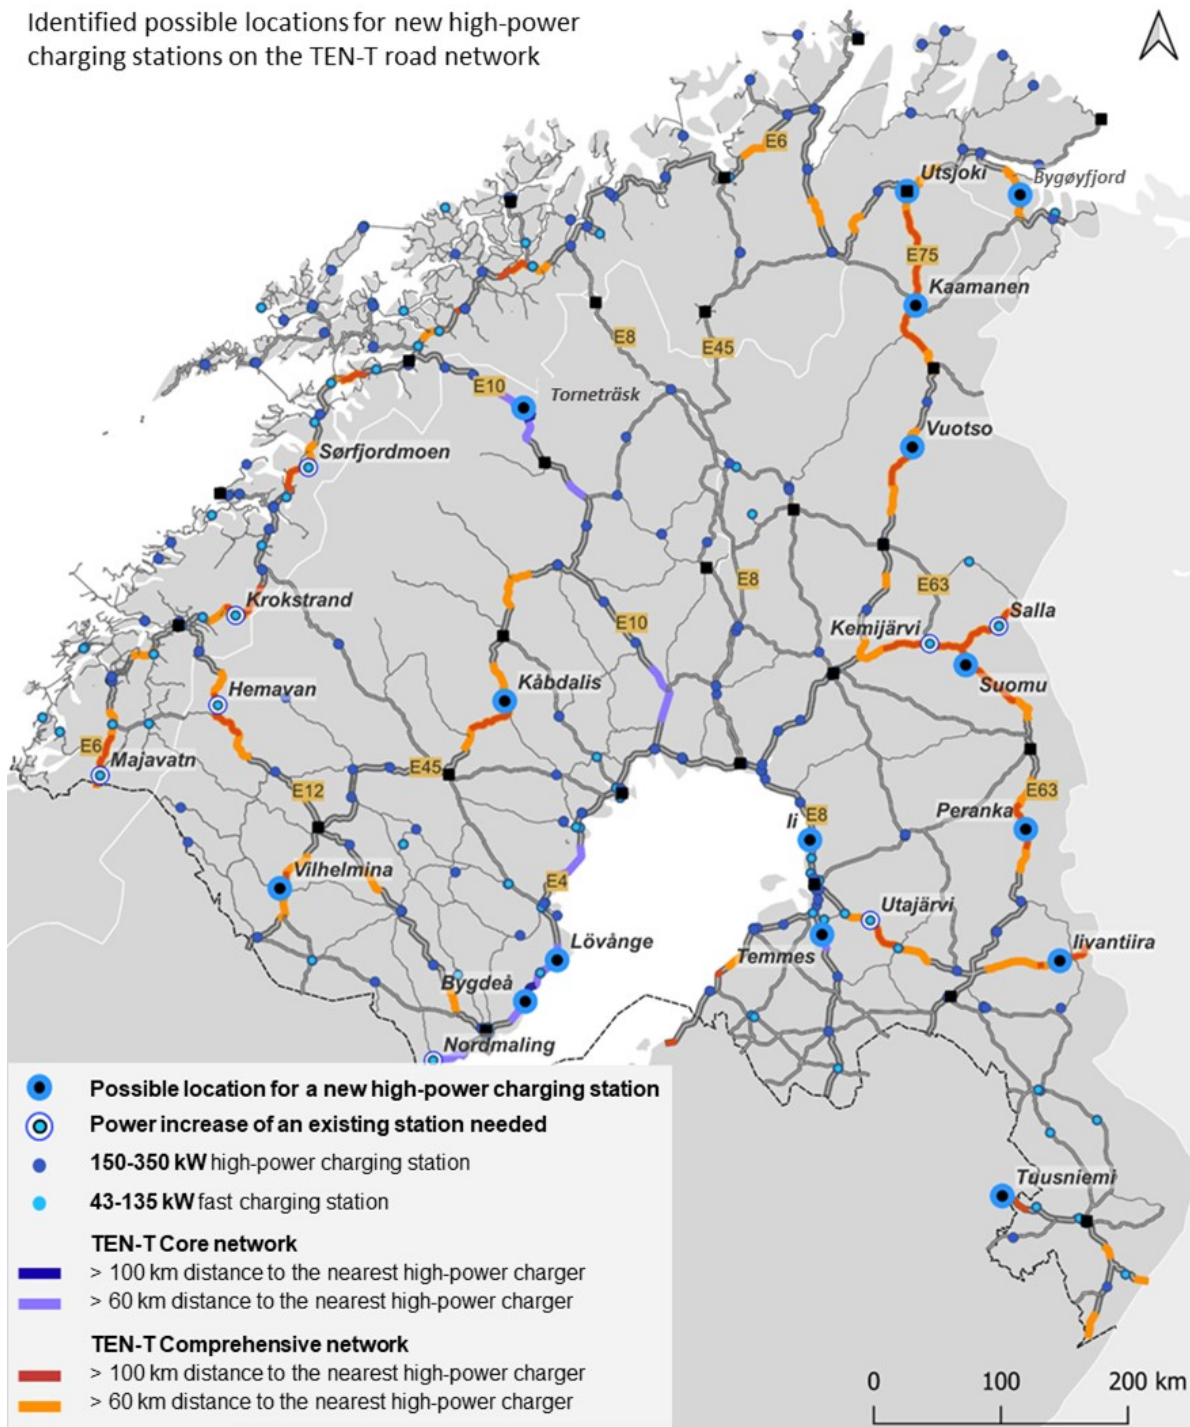 Identified possible locations for new high-power
charging stations on the TEN-T road network
E6
Utsjoki
Bygøyfjord
E75
Kaamanen
E8
E45
E10
Torneträsk
Vuotso
Sørfjordmoen
E8
E63
Krokstrand
E10
Salla
Kemijärvi
Hemavan
Kåbdalis
Suomu
E6
Majavatn
E45
E12
E63
Peranka
Ii
E8
Vilhelmina
E4
Utajärvi
Lövånge
Temmes
Iivantiira
Bygdeå
Nordmaling
Possible location for a new high-power charging station
Power increase of an existing station needed
150-350 kW high-power charging station
43-135 kW fast charging station
Tuusniemi
TEN-T Core network
> 100 km distance to the nearest high-power charger
> 60 km distance to the nearest high-power charger
TEN-T Comprehensive network
> 100 km distance to the nearest high-power charger
> 60 km distance to the nearest high-power charger
0 100 200 km